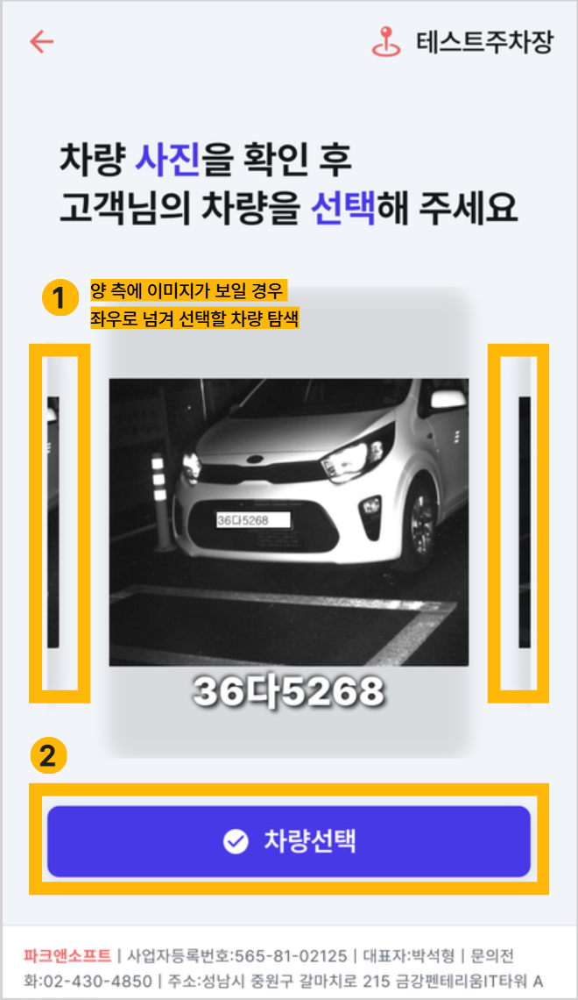 테스트주차장
차량 사진을 확인 후
고객님의 차량을 선택해 주세요
1
양 측에 이미지가 보일 경우
좌우로 넘겨 선택할 차량 탐색
36다5268
36다5268
2
차량선택
파크앤소프트 | 사업자등록번호:565-81-02125 | 대표자:박석형 | 문의전
화:02-430-4850 | 주소:성남시 중원구 갈마치로 215 금강펜테리움IT타워 A